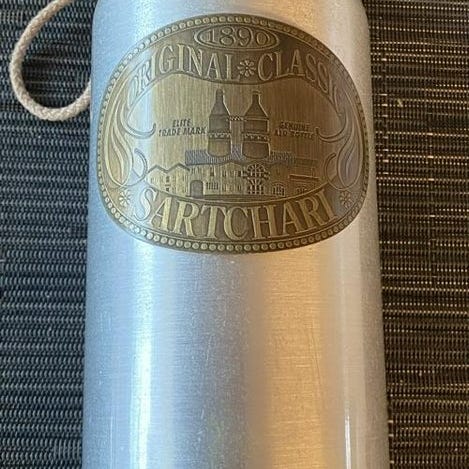 1890
ORIGINAL CLASSIC
ELITE
TRADE MARK
GENUINE
SARTCHARI